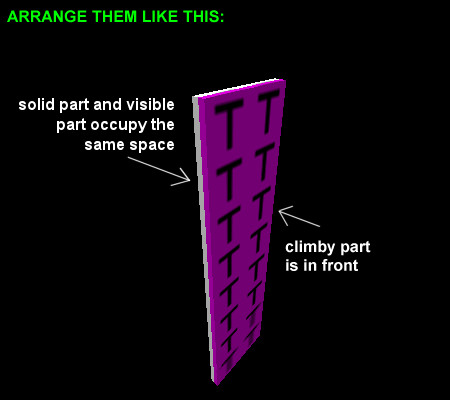 ARRANGE THEM LIKE THIS:
solid part and visible
part occupy the
same space
T T
T T
T T
T T
T T
T T
T T
T T
climby part
is in front